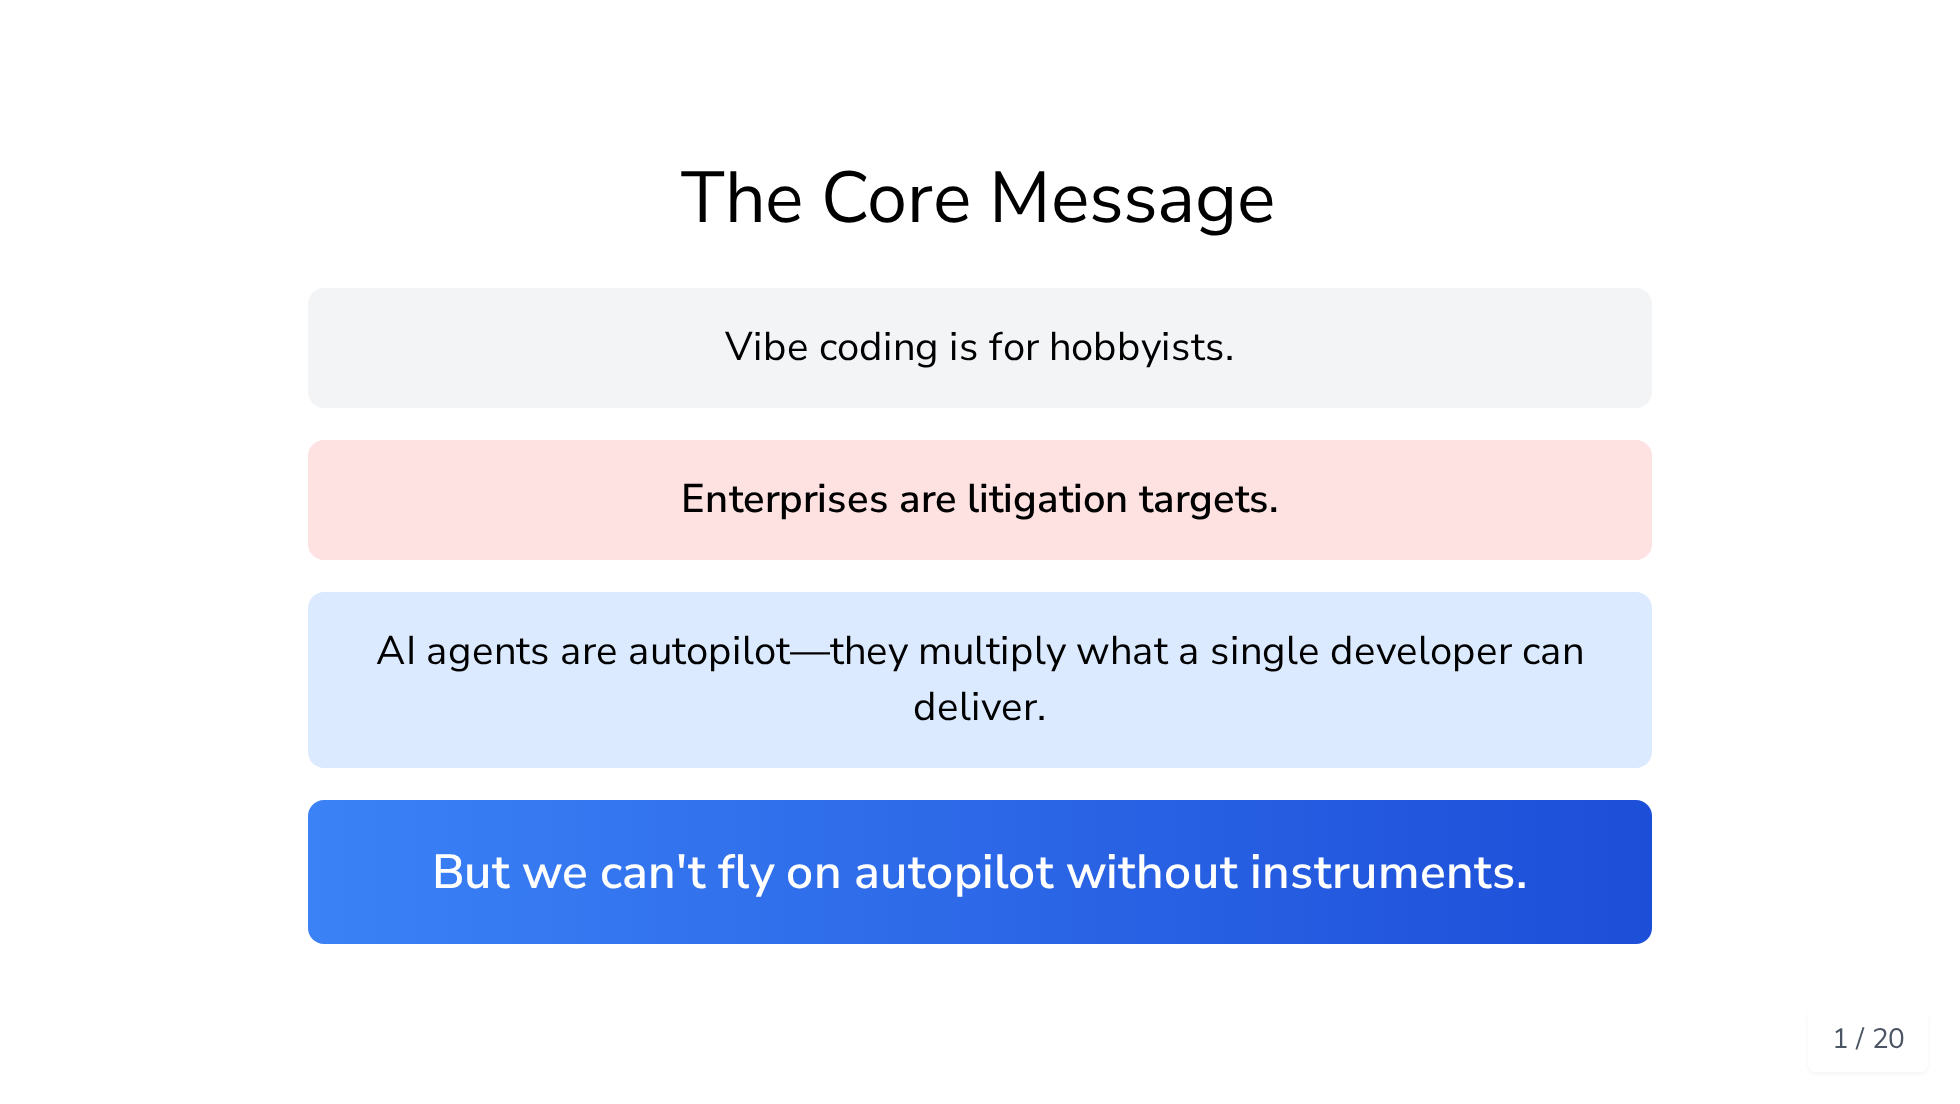 The Core Message
Vibe coding is for hobbyists.
Enterprises are litigation targets.
AI agents are autopilot—they multiply what a single developer can
deliver.
But we can't fly on autopilot without instruments.
1 / 20